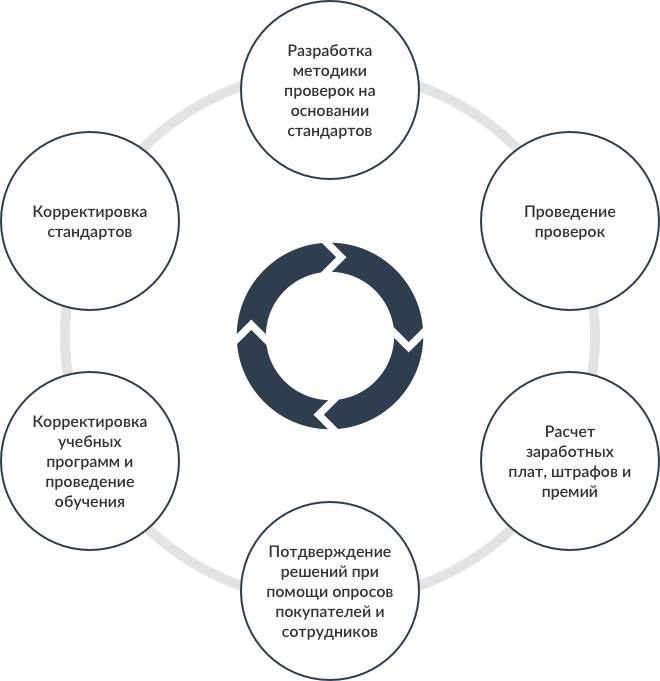 Разработка
методики
проверок на
основании
стандартов
Проведение
проверок
Расчет
заработных
плат, штрафов и
премий
Потдверждение
решений при
помощи опросов
покупателей и
сотрудников
Корректировка
учебных
программ и
проведение
обучения
Корректировка
стандартов